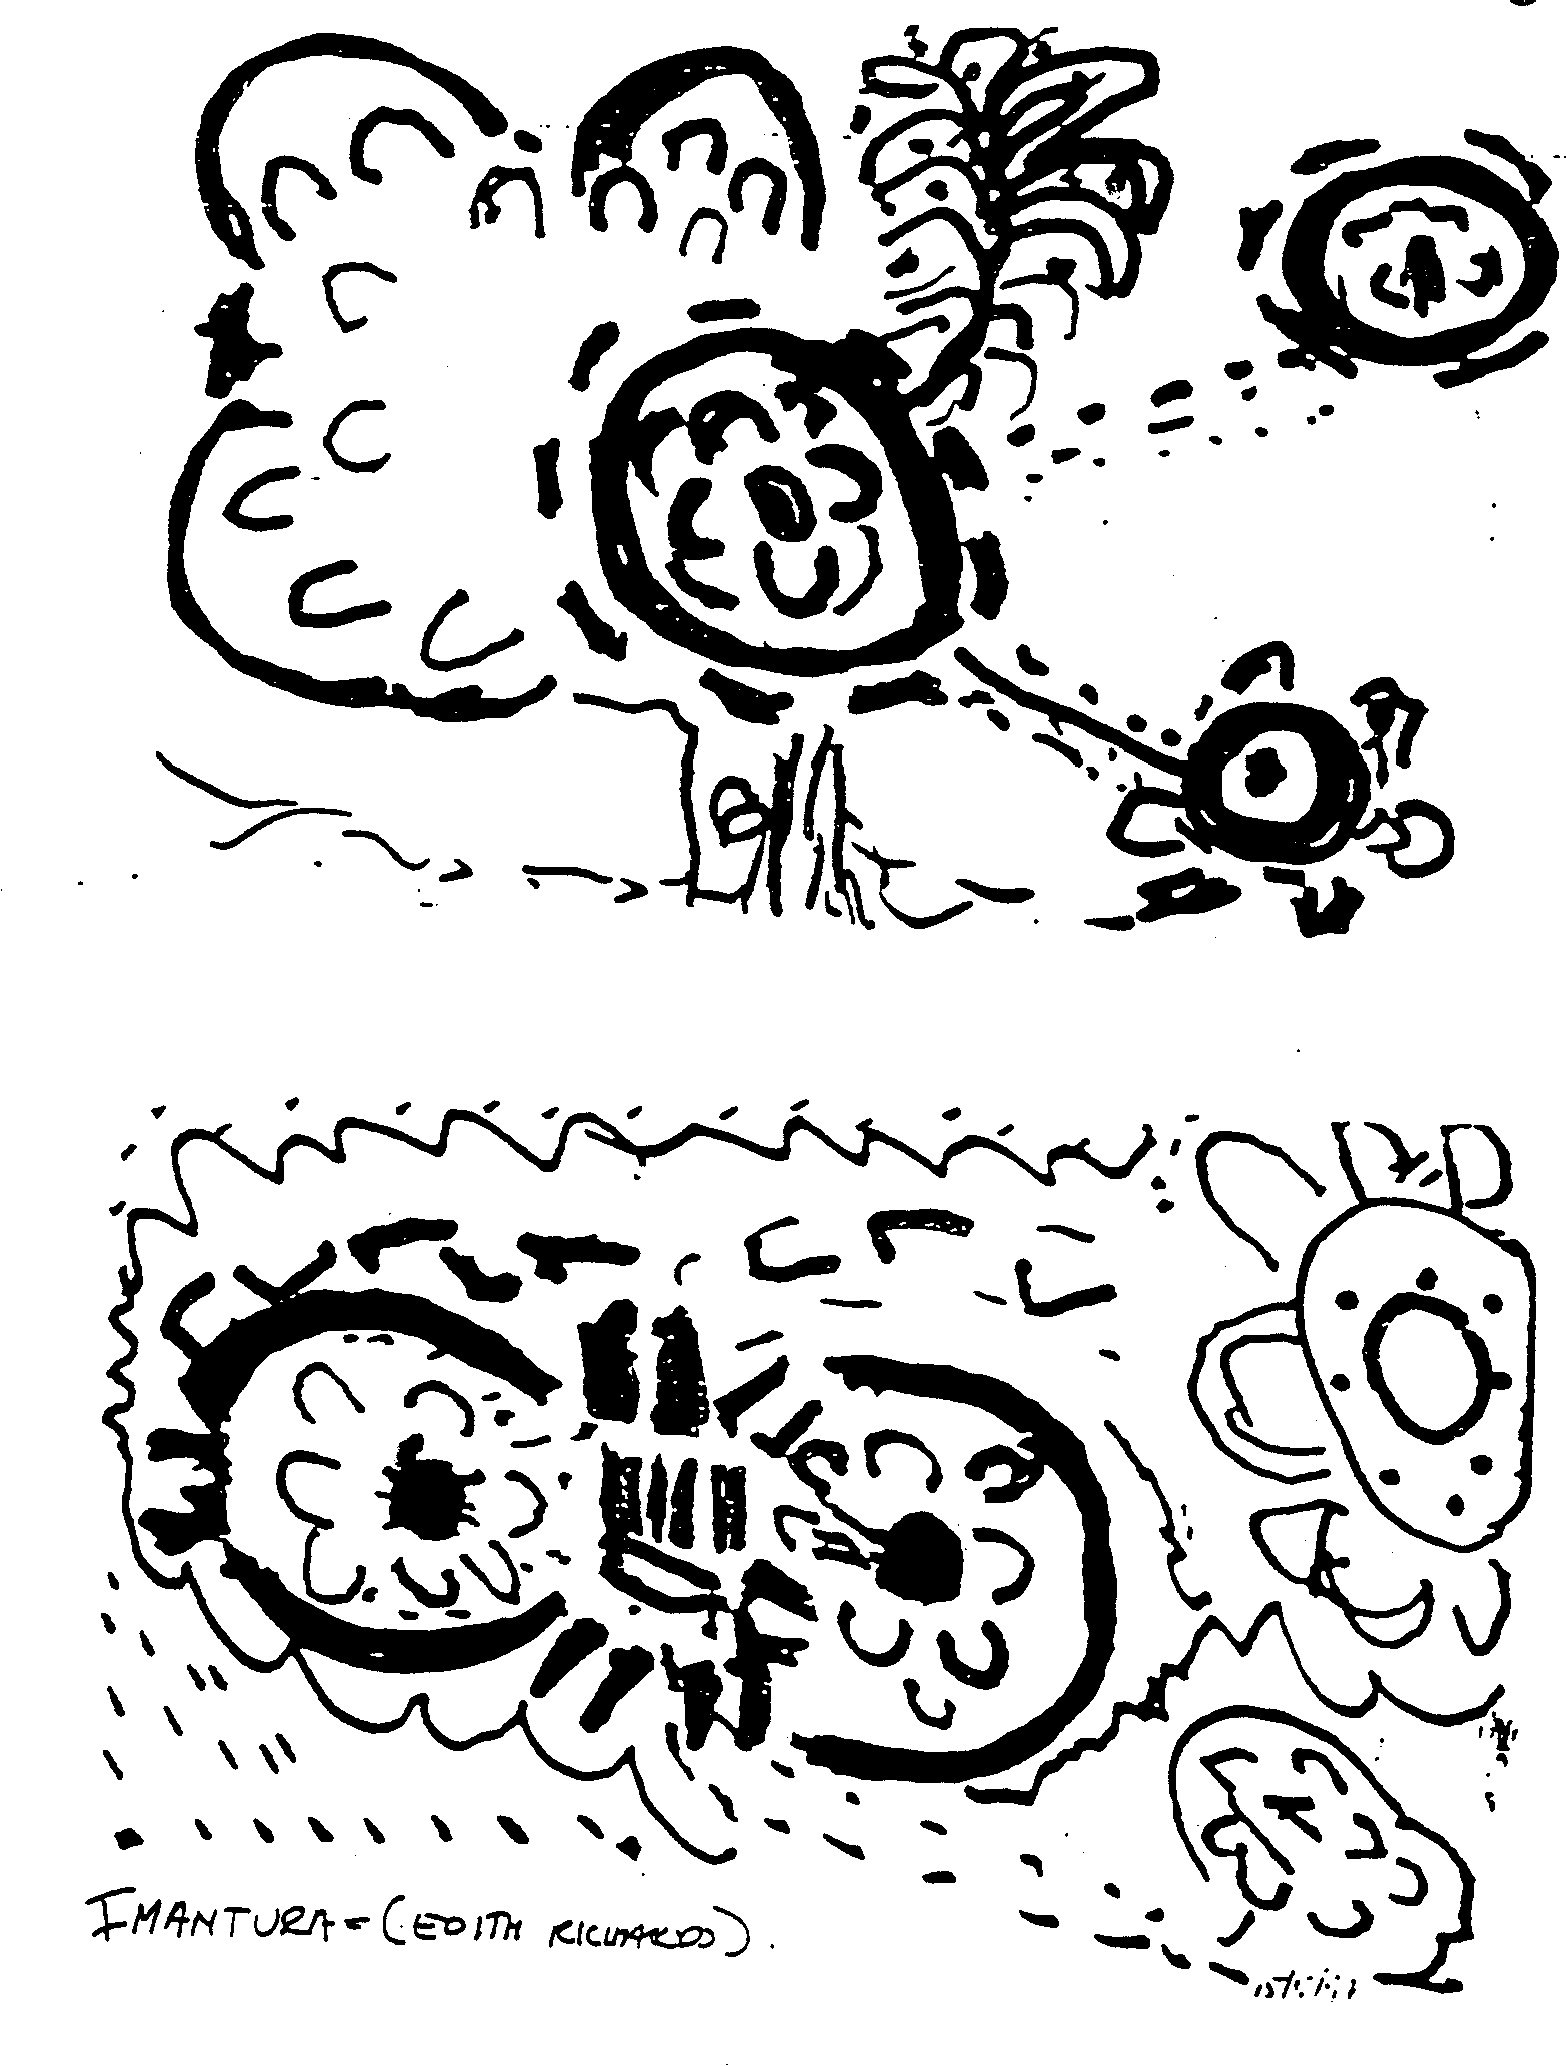 IMANTURA = (EDITH RICHARDS).